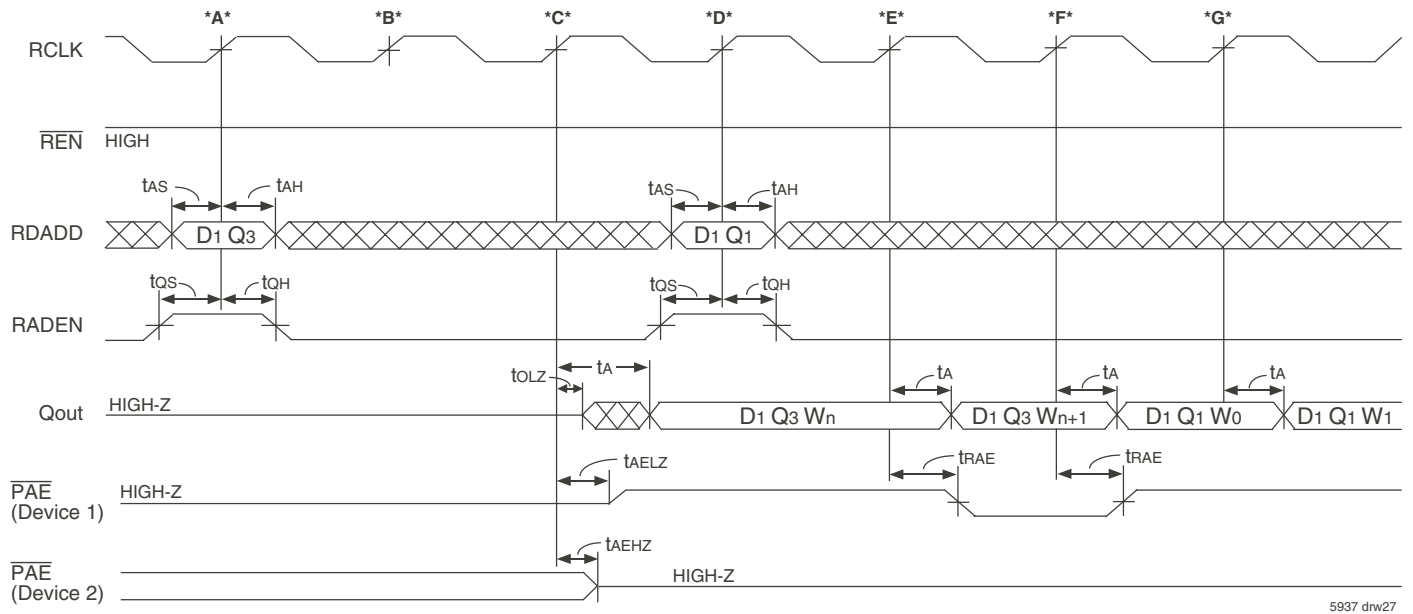 *A* *B* *C* *D* *E* *F* *G*
RCLK
REN HIGH
tAS tAH tAS tAH
RDADD D1 Q3 D1 Q1
tQS tQH tQS tQH
RADEN
tOLZ tA tA tA tA
Qout HIGH-Z D1 Q3 Wn D1 Q3 Wn+1 D1 Q1 W0 D1 Q1 W1
tAELZ tRAE tRAE
PAE HIGH-Z
(Device 1)
tAEHZ
PAE HIGH-Z
(Device 2)
5937 drw27